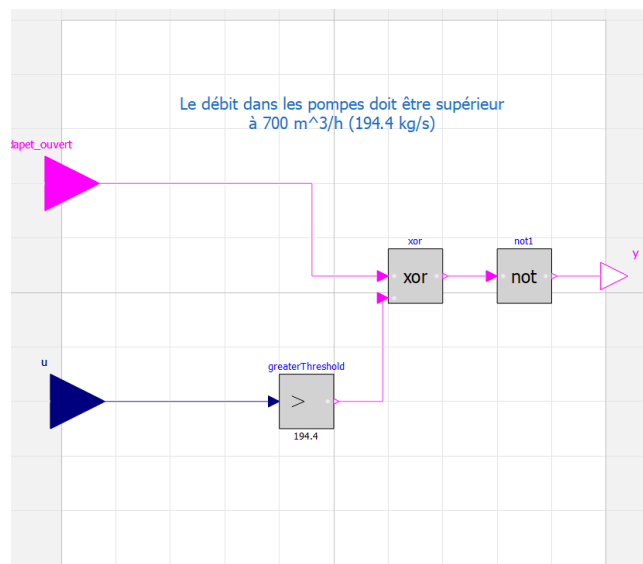 Le débit dans les pompes doit être supérieur
à 700 m^3/h (194.4 kg/s)
lapet_ouvert
xor
not1
y
xor
not
u
greaterThreshold
>
194.4